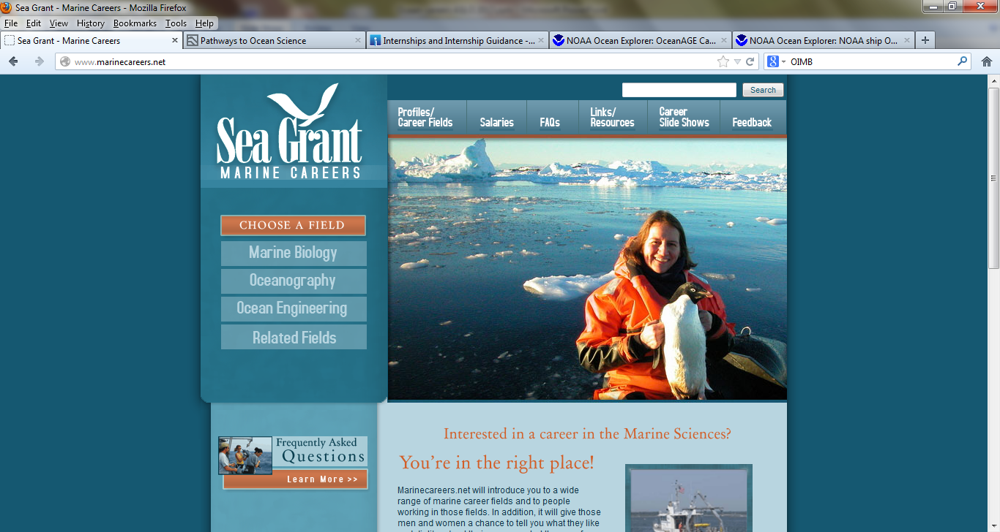 Sea Grant - Marine Careers - Mozilla Firefox
File Edit View History Bookmarks Tools Help
Sea Grant - Marine Careers
Pathways to Ocean Science
Internships and Internship Guidance -...
NOAA Ocean Explorer: OceanAGE Ca...
NOAA Ocean Explorer: NOAA ship O...
www.marinecareers.net
8
OIMB
Search
Profiles/
Career Fields
Salaries
FAQs
Links/
Resources
Career
Slide Shows
Feedback
Sea Grant
MARINE CAREERS
CHOOSE A FIELD
Marine Biology
Oceanography
Ocean Engineering
Related Fields
Frequently Asked
Questions
Learn More >>
Interested in a career in the Marine Sciences?
You're in the right place!
Marinecareers.net will introduce you to a wide
range of marine career fields and to people
working in those fields. In addition, it will give those
men and women a chance to tell you what they like